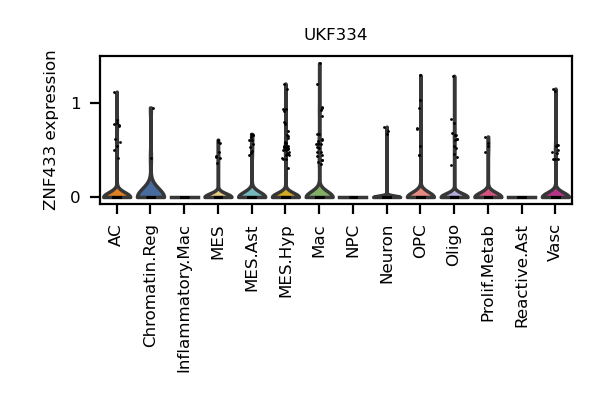 UKF334
ZNF433 expression
1
0
AC
Chromatin.Reg
Inflammatory.Mac
MES
MES.Ast
MES.Hyp
Mac
NPC
Neuron
OPC
Oligo
Prolif.Metab
Reactive.Ast
Vasc